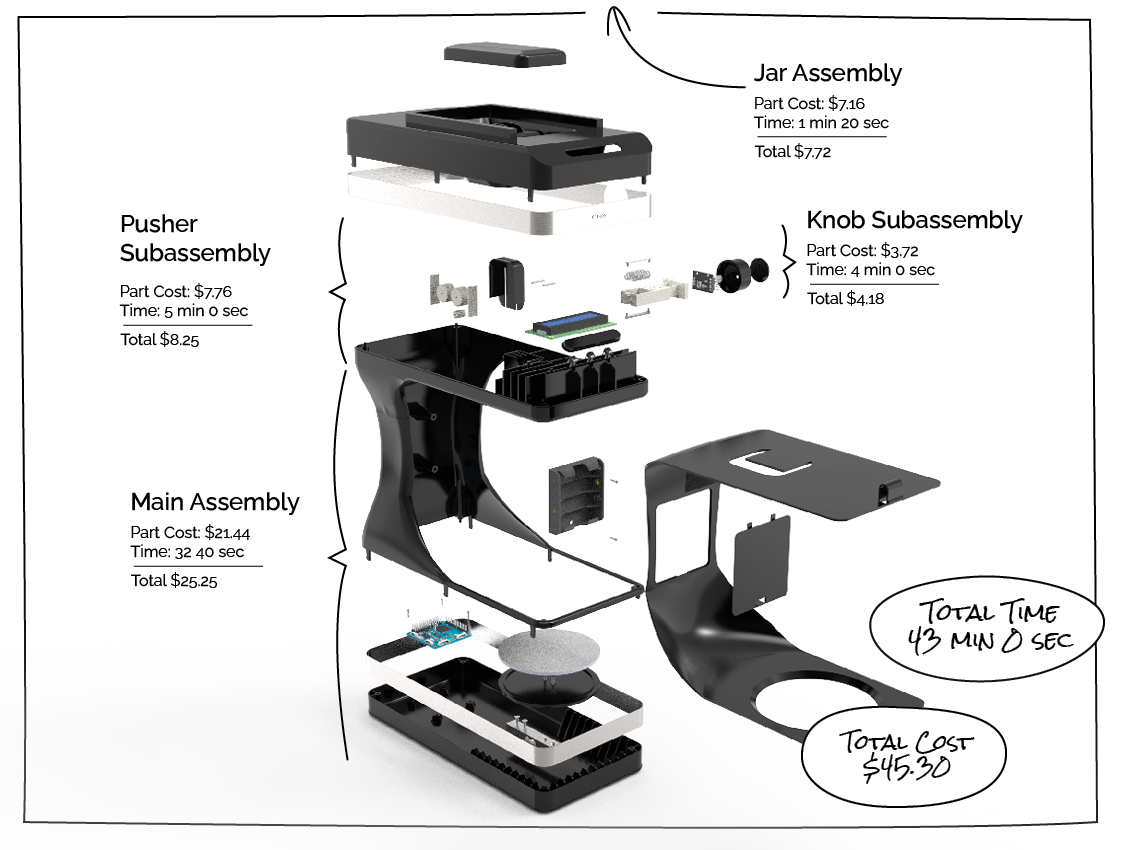 Jar Assembly
Part Cost: $7.16
Time: 1 min 20 sec
Total $7.72
Pusher
Subassembly
Part Cost: $7.76
Time: 5 min 0 sec
Total $8.25
Knob Subassembly
Part Cost: $3.72
Time: 4 min 0 sec
Total $4.18
Main Assembly
Part Cost: $21.44
Time: 32 40 sec
Total $25.25
Total Time
43 min 0 sec
Total Cost
$45.30